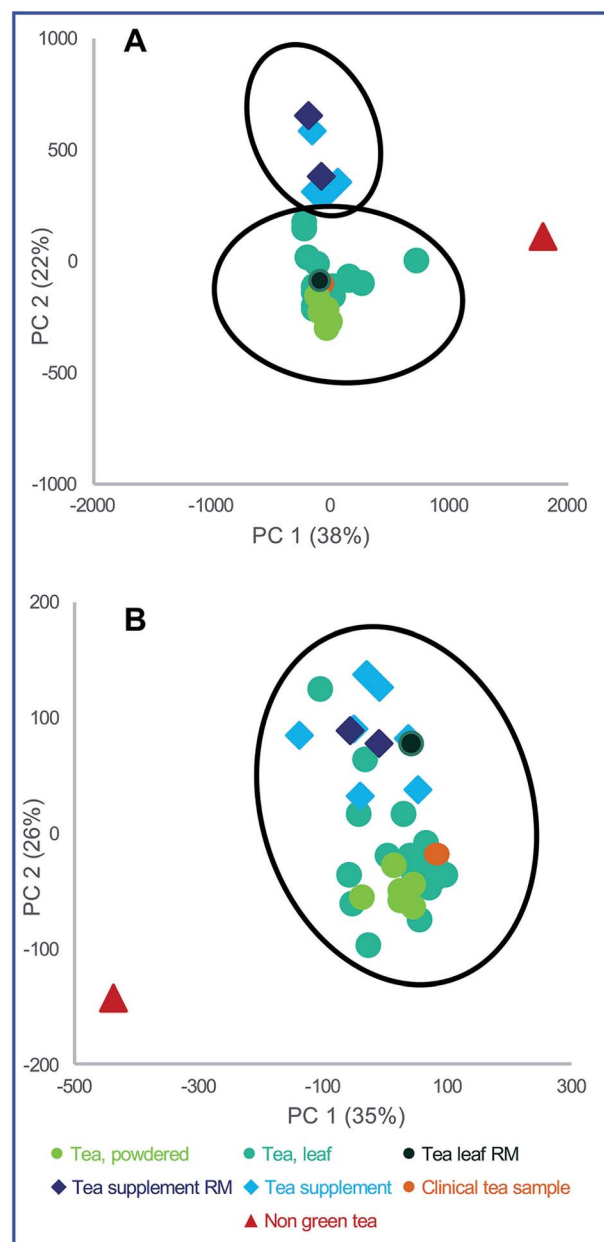 A
1000
500
0
-500
-1000
PC 2 (22%)
-2000 -1000 0 1000 2000
PC 1 (38%)
B
200
100
0
-100
-200
PC 2 (26%)
-500 -300 -100 100 300
PC 1 (35%)
Tea, powdered Tea, leaf Tea leaf RM
Tea supplement RM Tea supplement Clinical tea sample
Non green tea